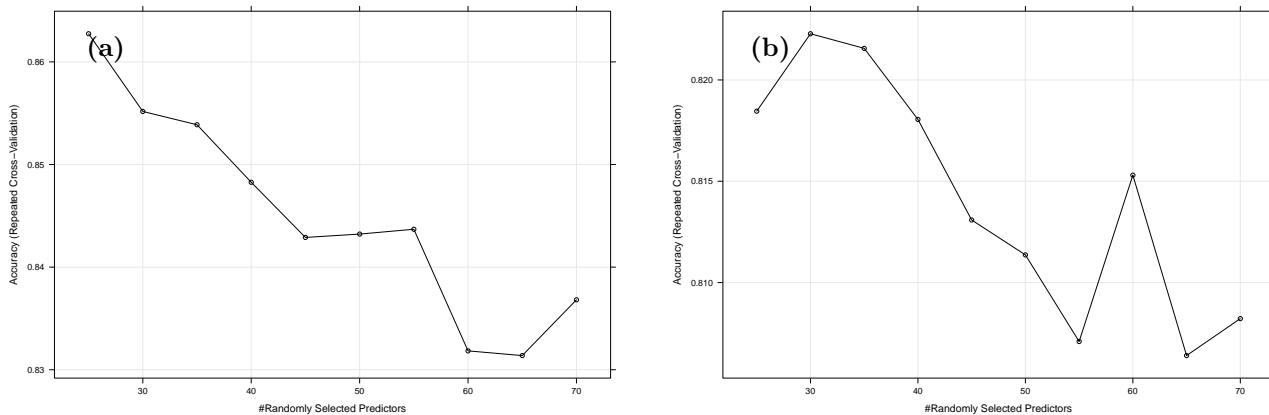 (a)
Accuracy (Repeated Cross−Validation)
0.86
0.85
0.84
0.83
30 40 50 60 70
#Randomly Selected Predictors
(b)
Accuracy (Repeated Cross−Validation)
0.820
0.815
0.810
30 40 50 60 70
#Randomly Selected Predictors